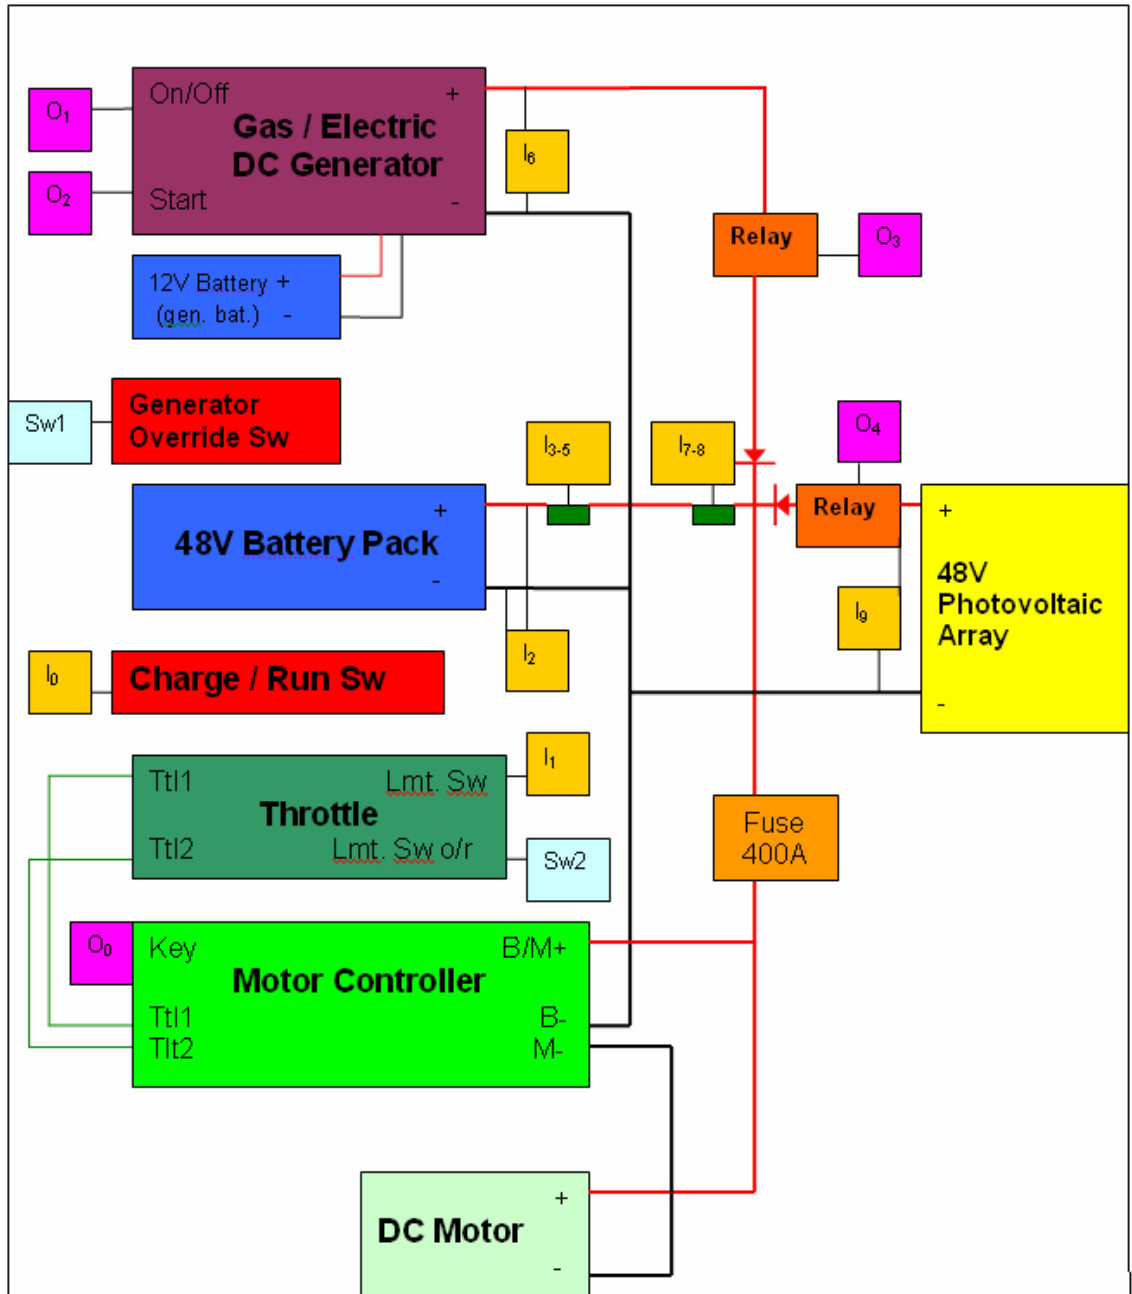 O1
On/Off +
Gas / Electric
DC Generator
I6
O2
Start -
Relay
O3
12V Battery +
(gen. bat.) -
Sw1
Generator
Override Sw
I3-5
I7-8
O4
+
48V Battery Pack
-
Relay
+
48V
Photovoltaic
Array
-
I9
I2
I0
Charge / Run Sw
I1
Ttl1 Lmt. Sw
Throttle
Ttl2 Lmt. Sw o/r
Sw2
Fuse
400A
O0
Key B/M+
Motor Controller
Ttl1 B-
Tlt2 M-
+
DC Motor
-